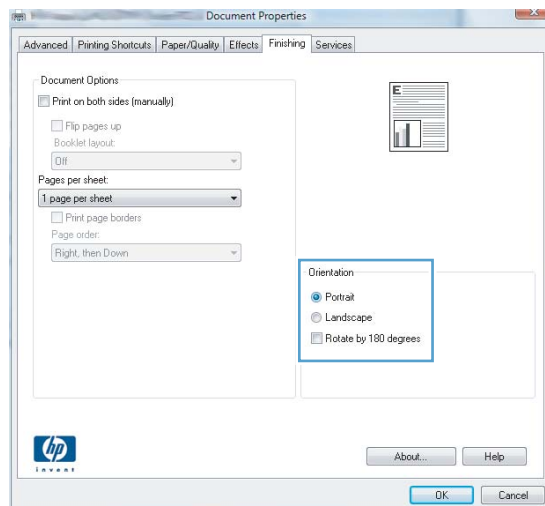 Document Properties
Advanced Printing Shortcuts Paper/Quality Effects Finishing Services
Document Options
Print on both sides (manually)
Flip pages up
Booklet layout:
Off
Pages per sheet:
1 page per sheet
Print page borders
Page order:
Right, then Down
E
Orientation
Portrait
Landscape
Rotate by 180 degrees
hp
invent
About... Help
OK Cancel